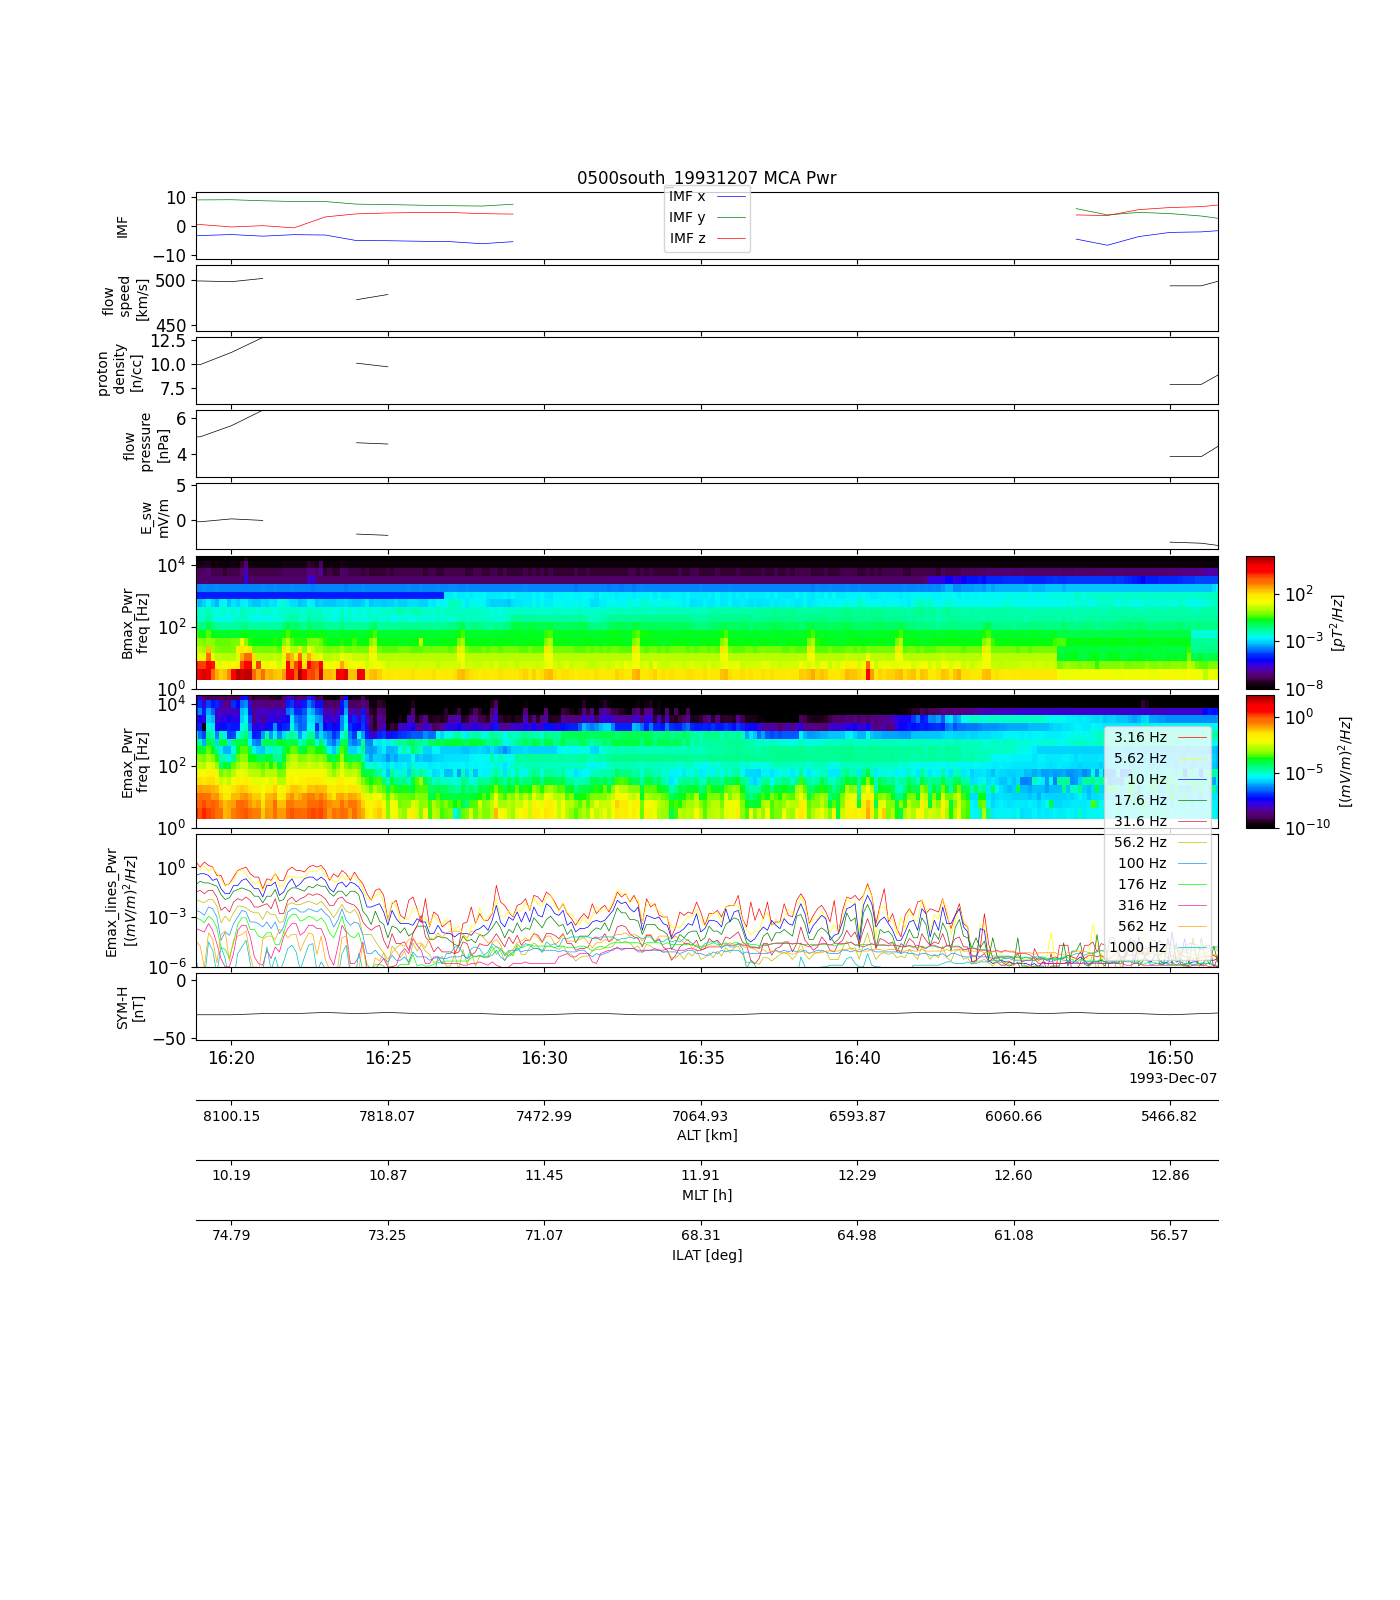 0500south_19931207 MCA Pwr
10
0
−10
IMF
IMF x
IMF y
IMF z
500
450
flow
speed
[km/s]
12.5
10.0
7.5
proton
density
[n/cc]
6
4
flow
pressure
[nPa]
5
0
E_sw
mV/m
10^4
10^2
10^0
Bmax_Pwr
freq [Hz]
10^2
10^−3
10^−8
[pT^2/Hz]
10^4
10^2
10^0
Emax_Pwr
freq [Hz]
10^0
10^−5
10^−10
[(mV/m)^2/Hz]
3.16 Hz
5.62 Hz
10 Hz
17.6 Hz
31.6 Hz
56.2 Hz
100 Hz
176 Hz
316 Hz
562 Hz
1000 Hz
10^0
10^−3
10^−6
Emax_lines_Pwr
[(mV/m)^2/Hz]
0
−50
SYM-H
[nT]
16:20 16:25 16:30 16:35 16:40 16:45 16:50
1993-Dec-07
8100.15 7818.07 7472.99 7064.93 6593.87 6060.66 5466.82
ALT [km]
10.19 10.87 11.45 11.91 12.29 12.60 12.86
MLT [h]
74.79 73.25 71.07 68.31 64.98 61.08 56.57
ILAT [deg]